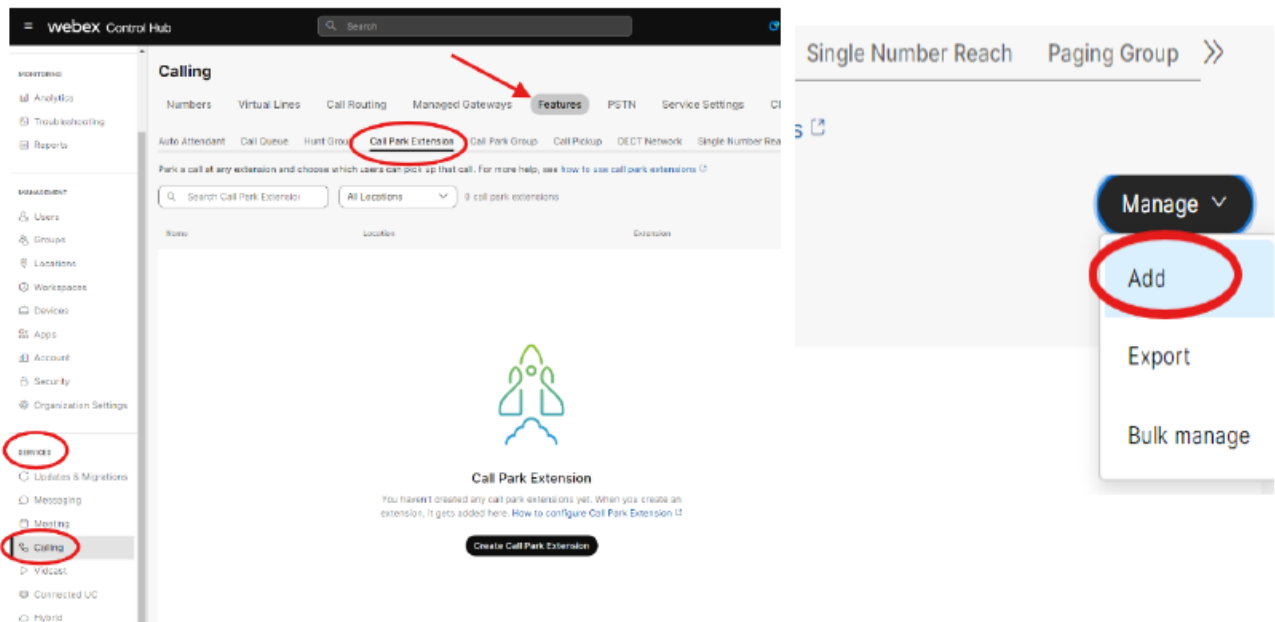 webex Control Hub
Search
MONITORING
Analytics
Troubleshooting
Reports
MANAGEMENT
Users
Groups
Locations
Workspaces
Devices
Apps
Account
Security
Organization Settings
SERVICES
Updates & Migrations
Messaging
Meeting
Calling
Vidcast
Connected UC
Hybrid
Calling
Numbers Virtual Lines Call Routing Managed Gateways Features PSTN Service Settings Cl
Auto Attendant Call Queue Hunt Group Call Park Extension Call Park Group Call Pickup DECT Network Single Number Rea
Park a call at any extension and choose which users can pick up that call. For more help, see how to use call park extensions
Search Call Park Extensio All Locations 0 call park extensions
Name Location Extension
Call Park Extension
You haven't created any call park extensions yet. When you create an
extension, it gets added here. How to configure Call Park Extension
Create Call Park Extension
Single Number Reach Paging Group
s
Manage
Add
Export
Bulk manage